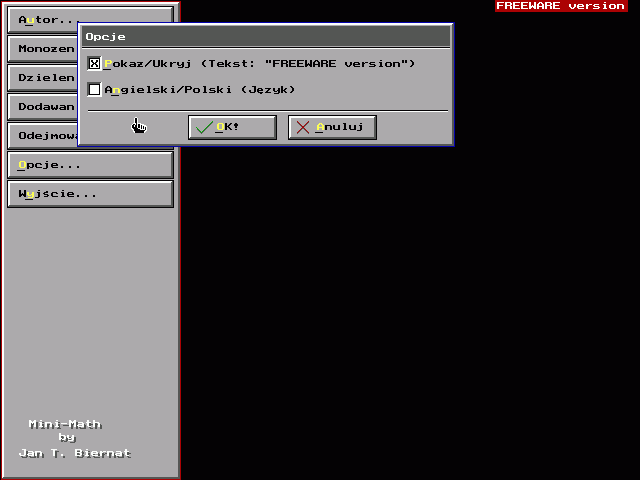 FREEWARE version
Autor...
Opcje
Monozen
Pokaz/Ukryj (Tekst: "FREEWARE version")
Dzielen
Angielski/Polski (Język)
Dodawan
Odejmowa
OK!
Anuluj
Opcje...
Wyjście...
Mini-Math
by
Jan T. Biernat